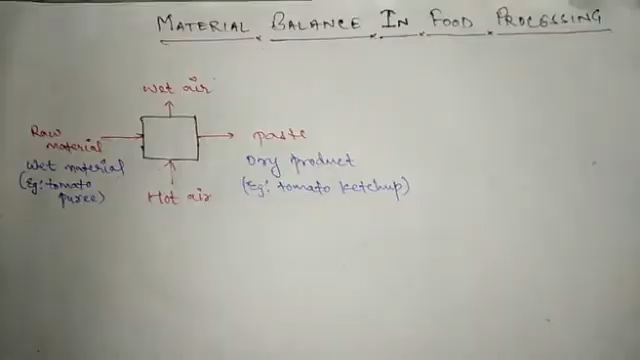 MATERIAL BALANCE IN FOOD PROCESSING
Wet air
Raw material
paste
Wet material
(Eg: tomato puree)
Dry product
(Eg: tomato ketchup)
Hot air